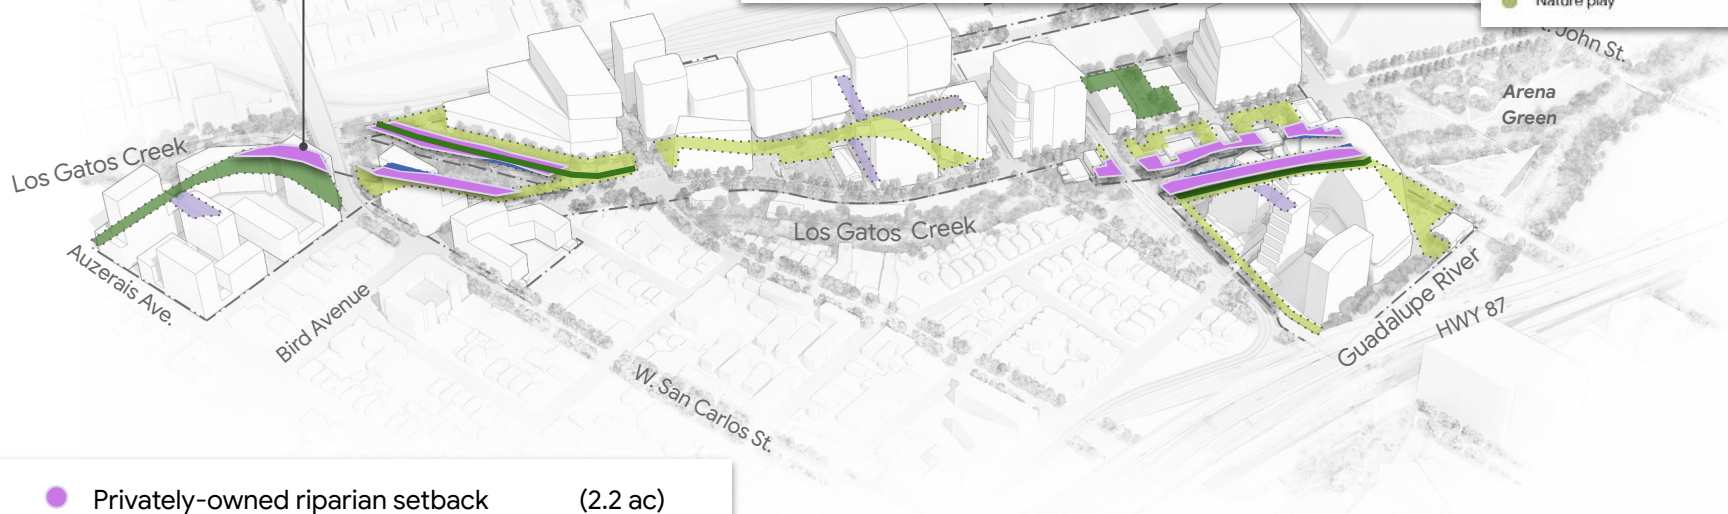 Nature play
John St.
Arena
Green
Los Gatos Creek
Los Gatos Creek
Auzerais Ave.
Bird Avenue
Guadalupe River
HWY 87
W. San Carlos St.
Privately-owned riparian setback (2.2 ac)